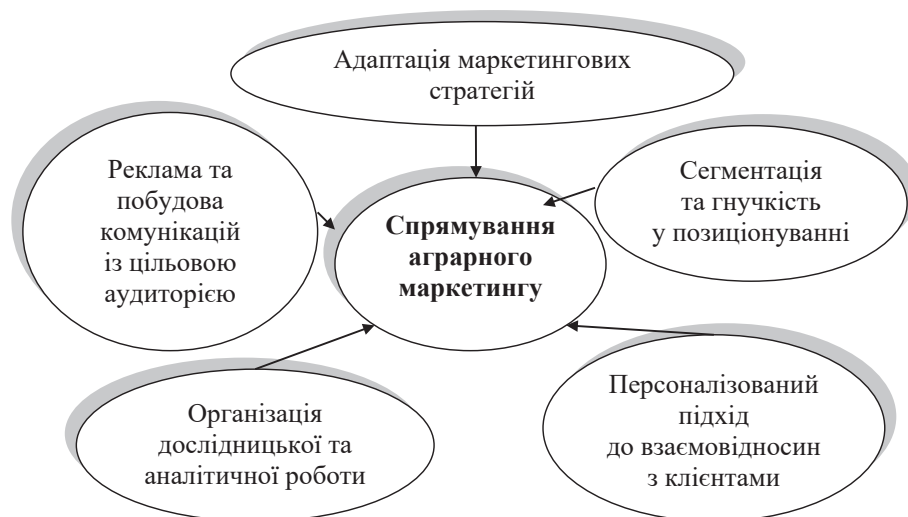 Адаптація маркетингових
стратегій
Реклама та
побудова
комунікацій
із цільовою
аудиторією
Сегментація
та гнучкість
у позиціонуванні
Спрямування
аграрного
маркетингу
Організація
дослідницької та
аналітичної роботи
Персоналізований
підхід
до взаємовідносин
з клієнтами